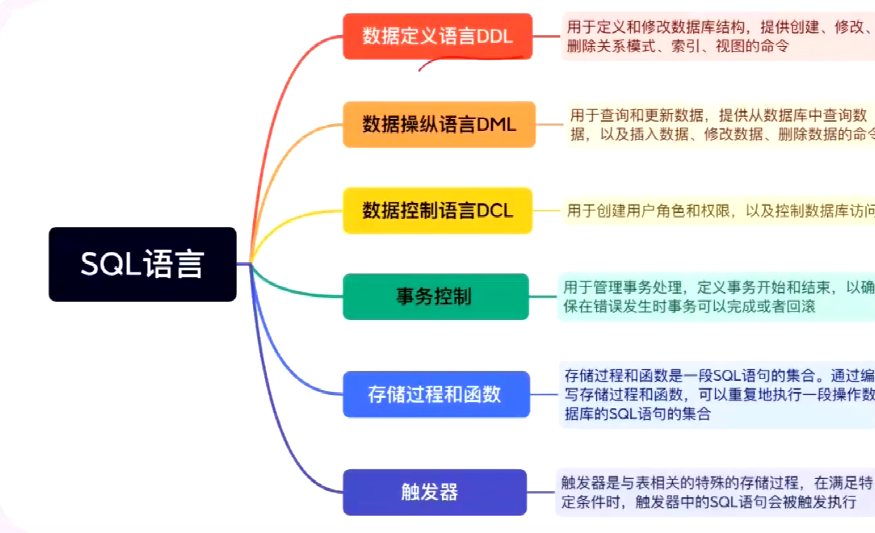 SQL语言
数据定义语言DDL
用于定义和修改数据库结构，提供创建、修改、
删除关系模式、索引、视图的命令
数据操纵语言DML
用于查询和更新数据，提供从数据库中查询数
据，以及插入数据、修改数据、删除数据的命令
数据控制语言DCL
用于创建用户角色和权限，以及控制数据库访问
事务控制
用于管理事务处理，定义事务开始和结束，以确
保在错误发生时事务可以完成或者回滚
存储过程和函数
存储过程和函数是一段SQL语句的集合。通过编
写存储过程和函数，可以重复地执行一段操作数
据库的SQL语句的集合
触发器
触发器是与表相关的特殊的存储过程，在满足特
定条件时，触发器中的SQL语句会被触发执行